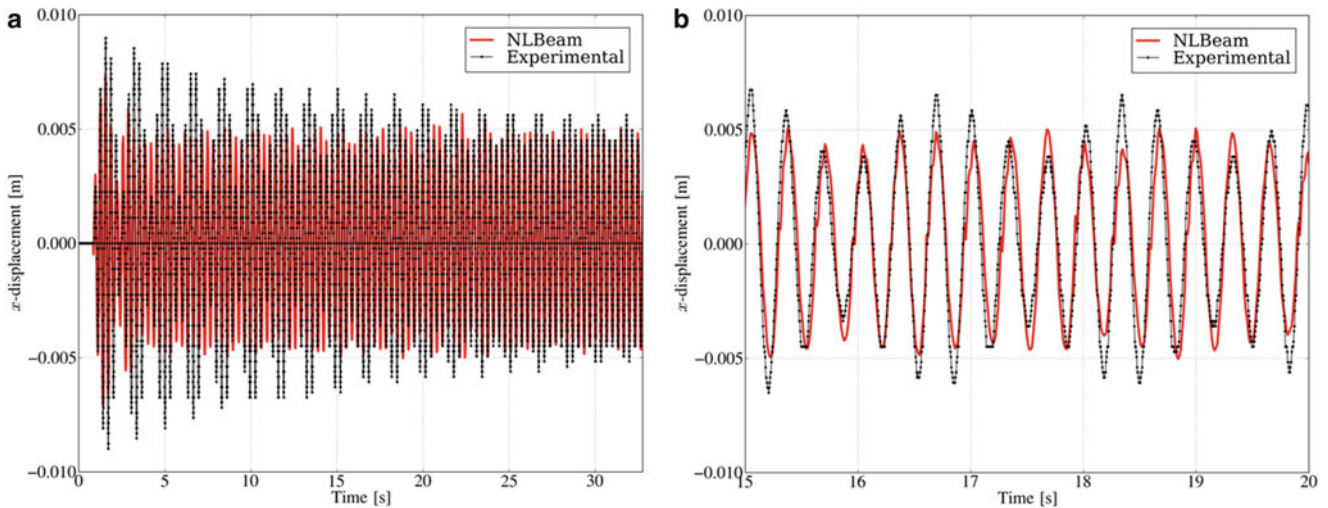 a
0.010
0.005
0.000
−0.005
−0.010
x-displacement [m]
NLBeam
Experimental
0 5 10 15 20 25 30
Time [s]
b
0.010
0.005
0.000
−0.005
−0.010
x-displacement [m]
NLBeam
Experimental
15 16 17 18 19 20
Time [s]